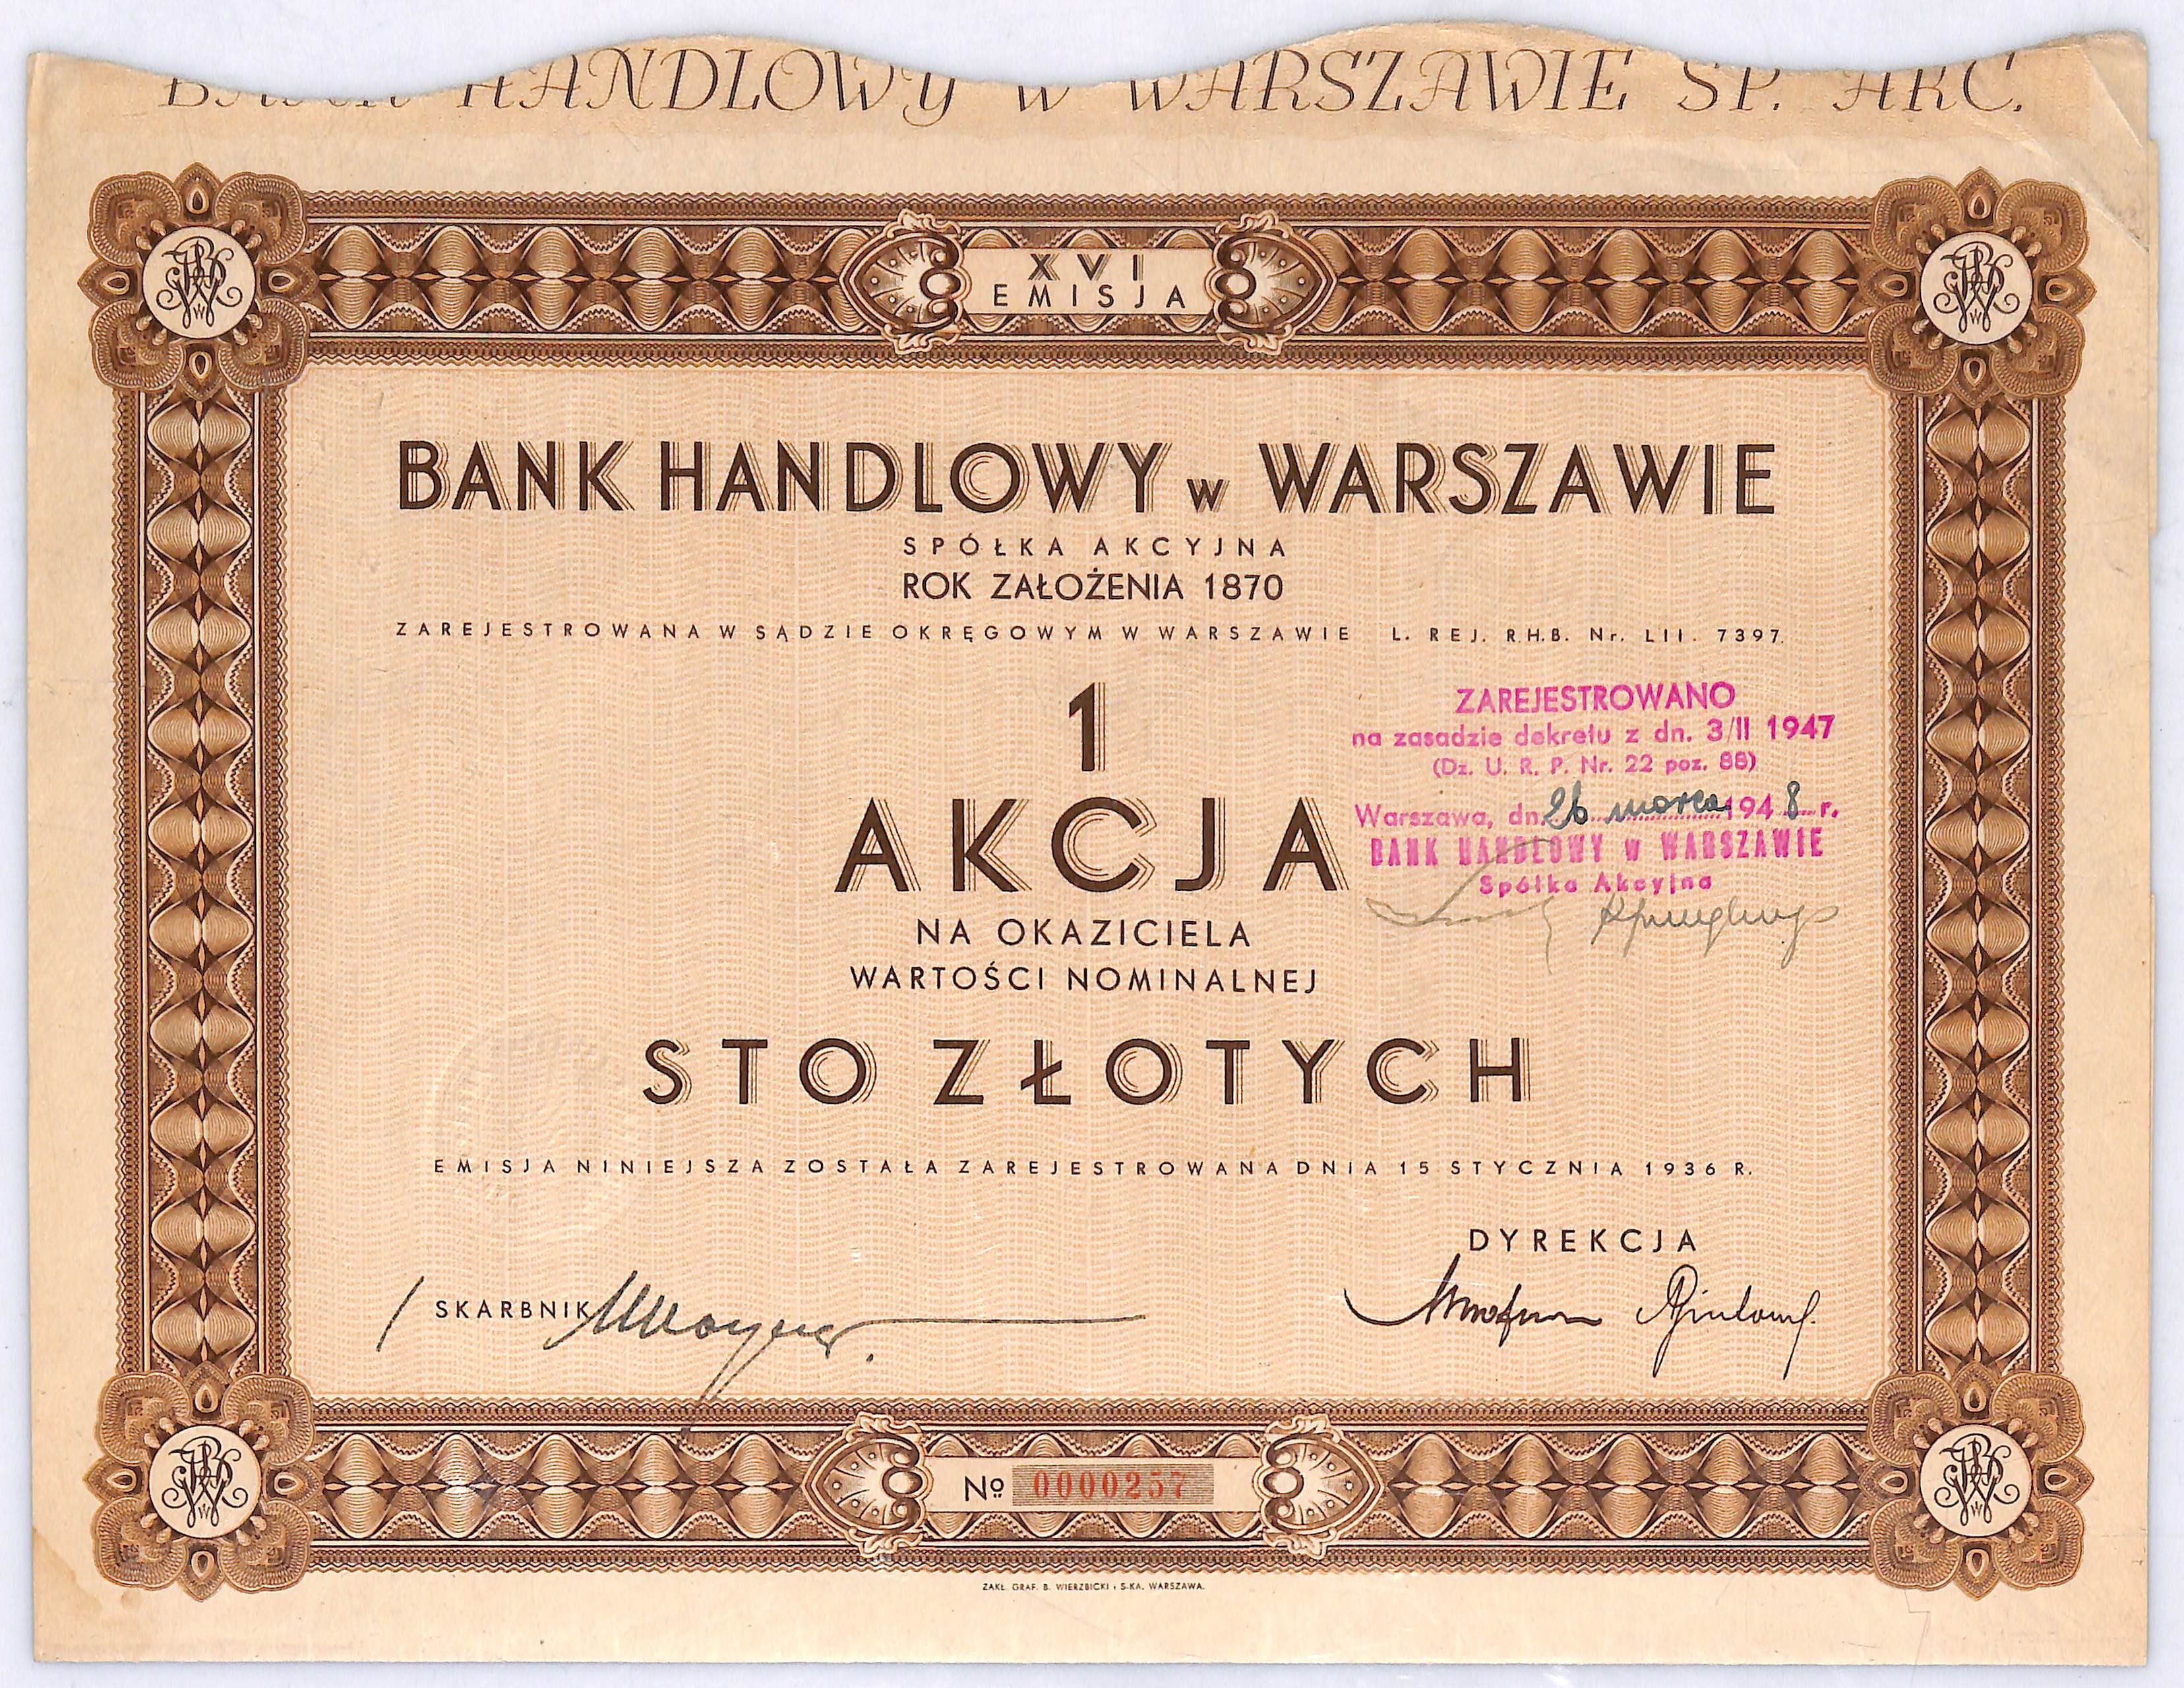 BANK HANDLOWY w WARSZAWIE SP. AKC.
XVI
EMISJA
BANK HANDLOWY w WARSZAWIE
SPÓŁKA AKCYJNA
ROK ZAŁOŻENIA 1870
ZAREJESTROWANA W SĄDZIE OKRĘGOWYM W WARSZAWIE L. REJ. R.H.B. Nr. LII. 7397.
1
AKCJA
NA OKAZICIELA
WARTOŚCI NOMINALNEJ
STO ZŁOTYCH
ZAREJESTROWANO
na zasadzie dekretu z dn. 3/II 1947
(Dz. U. R. P. Nr. 22 poz. 88)
Warszawa, dn. 26 marca 1948 r.
BANK HANDLOWY w WARSZAWIE
Spółka Akcyjna
EMISJA NINIEJSZA ZOSTAŁA ZAREJESTROWANA DNIA 15 STYCZNIA 1936 R.
DYREKCJA
SKARBNIK
No 0000257
ZAKŁ. GRAF. B. WIERZBICKI i S-KA, WARSZAWA.